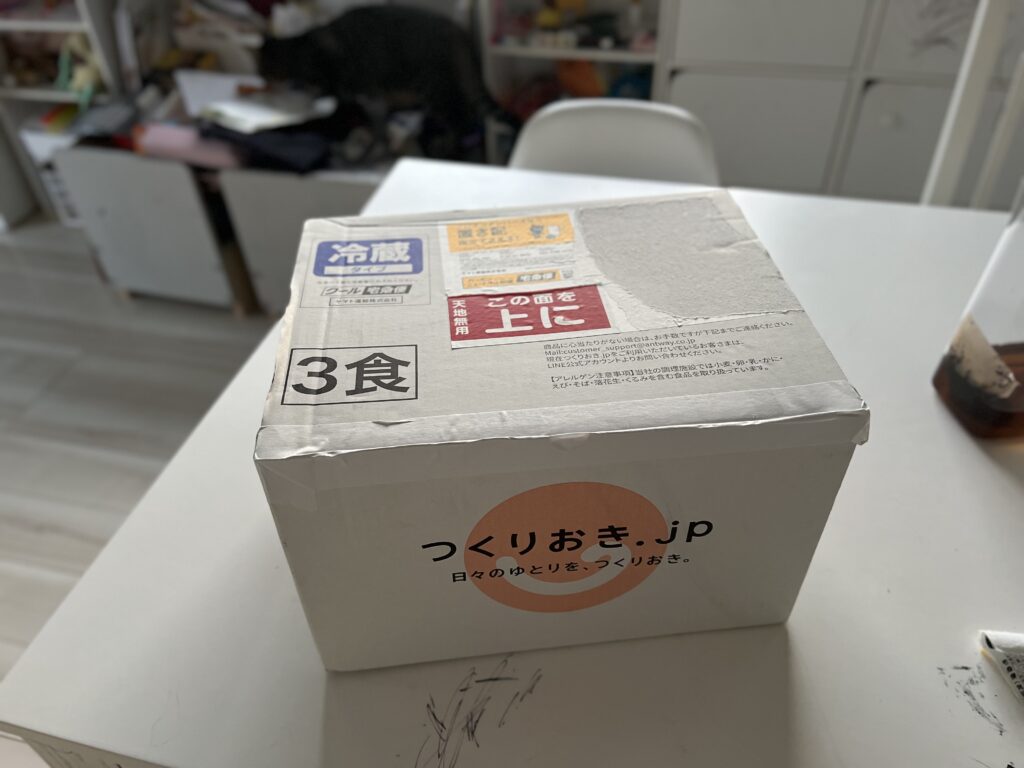 冷蔵
タイプ
クール宅急便
ヤマト運輸株式会社
置き配
宅急便
天地無用
この面を
上に
3食
商品に心当たりがない場合は、お手数ですが下記までご連絡ください。
Mail:customer_support@antway.co.jp
現在つくりおき.jpをご利用いただいているお客さまは、
LINE公式アカウントよりお問い合わせください。
【アレルゲン注意事項】当社の調理施設では小麦・卵・乳・かに・
えび・そば・落花生・くるみを含む食品を取り扱っています。
つくりおき.jp
日々のゆとりを、つくりおき。